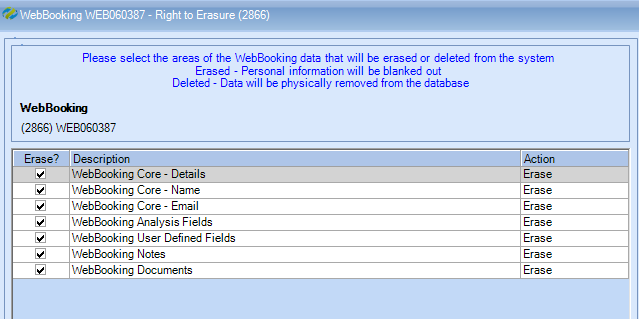 WebBooking WEB060387 - Right to Erasure (2866)
Please select the areas of the WebBooking data that will be erased or deleted from the system
Erased - Personal information will be blanked out
Deleted - Data will be physically removed from the database
WebBooking
(2866) WEB060387
Erase? Description Action
WebBooking Core - Details Erase
WebBooking Core - Name Erase
WebBooking Core - Email Erase
WebBooking Analysis Fields Erase
WebBooking User Defined Fields Erase
WebBooking Notes Erase
WebBooking Documents Erase